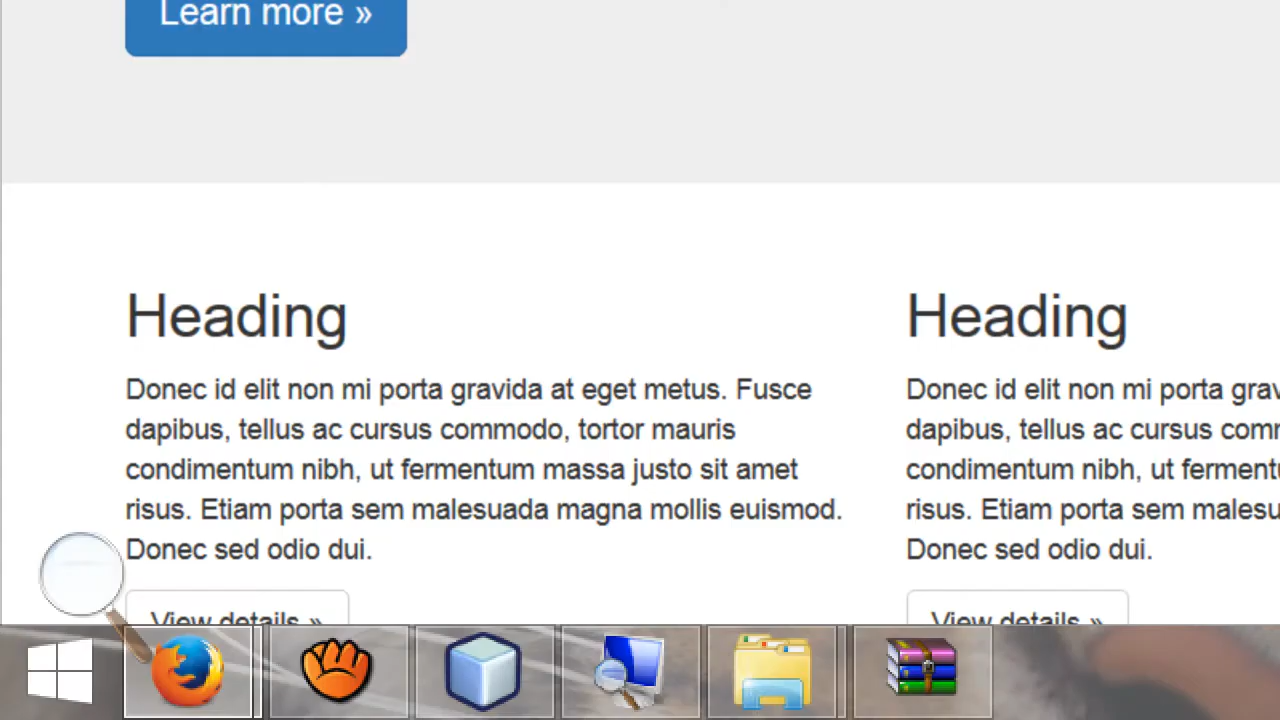 Learn more »
Heading
Donec id elit non mi porta gravida at eget metus. Fusce
dapibus, tellus ac cursus commodo, tortor mauris
condimentum nibh, ut fermentum massa justo sit amet
risus. Etiam porta sem malesuada magna mollis euismod.
Donec sed odio dui.
View details »
Heading
Donec id elit non mi porta grav
dapibus, tellus ac cursus comm
condimentum nibh, ut fermentu
risus. Etiam porta sem malesu
Donec sed odio dui.
View details »